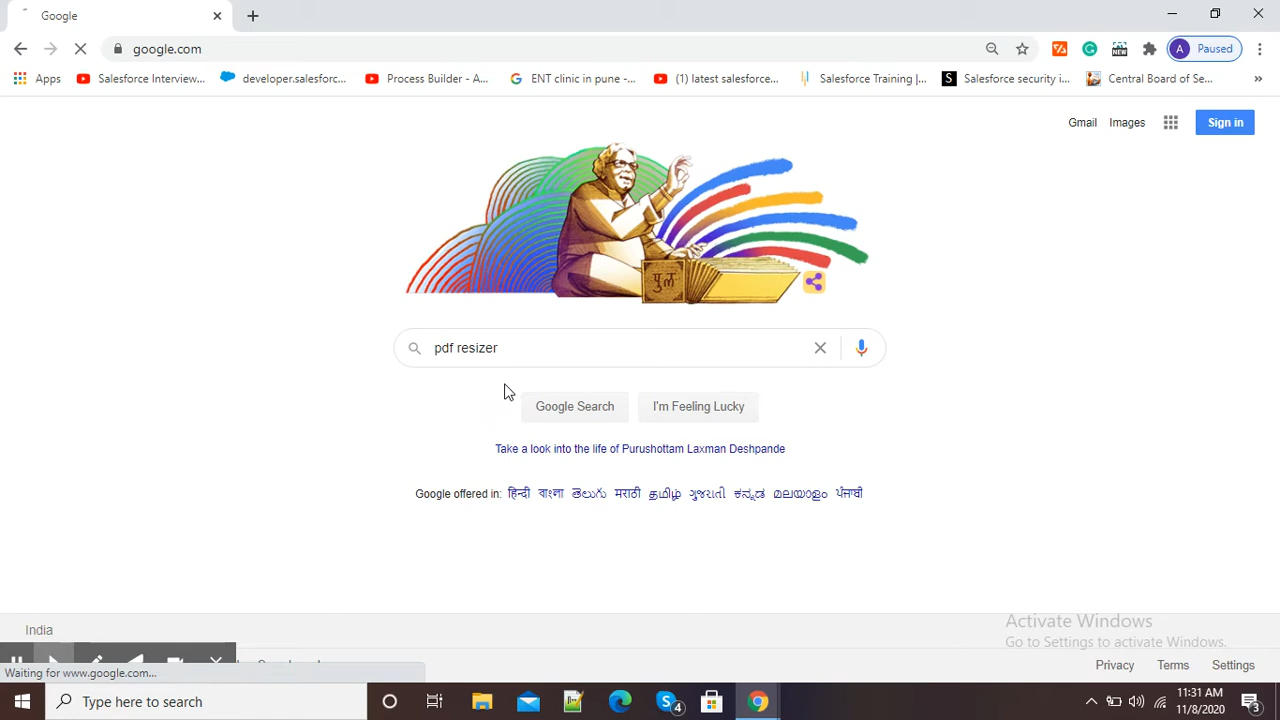 Google
google.com
Paused
A
Apps
Salesforce Interview...
developer.salesforc...
Process Builder - A...
ENT clinic in pune -...
(1) latest salesforce...
Salesforce Training |...
Salesforce security i...
Central Board of Se...
»
Gmail
Images
Sign in
पुल
pdf resizer
Google Search
I'm Feeling Lucky
Take a look into the life of Purushottam Laxman Deshpande
Google offered in: हिन्दी বাংলা తెలుగు मराठी தமிழ் ગુજરાતી ಕನ್ನಡ മലയാളം ਪੰਜਾਬੀ
India
Activate Windows
Go to Settings to activate Windows.
Privacy
Terms
Settings
Waiting for www.google.com...
Type here to search
4
11:31 AM
11/8/2020
3